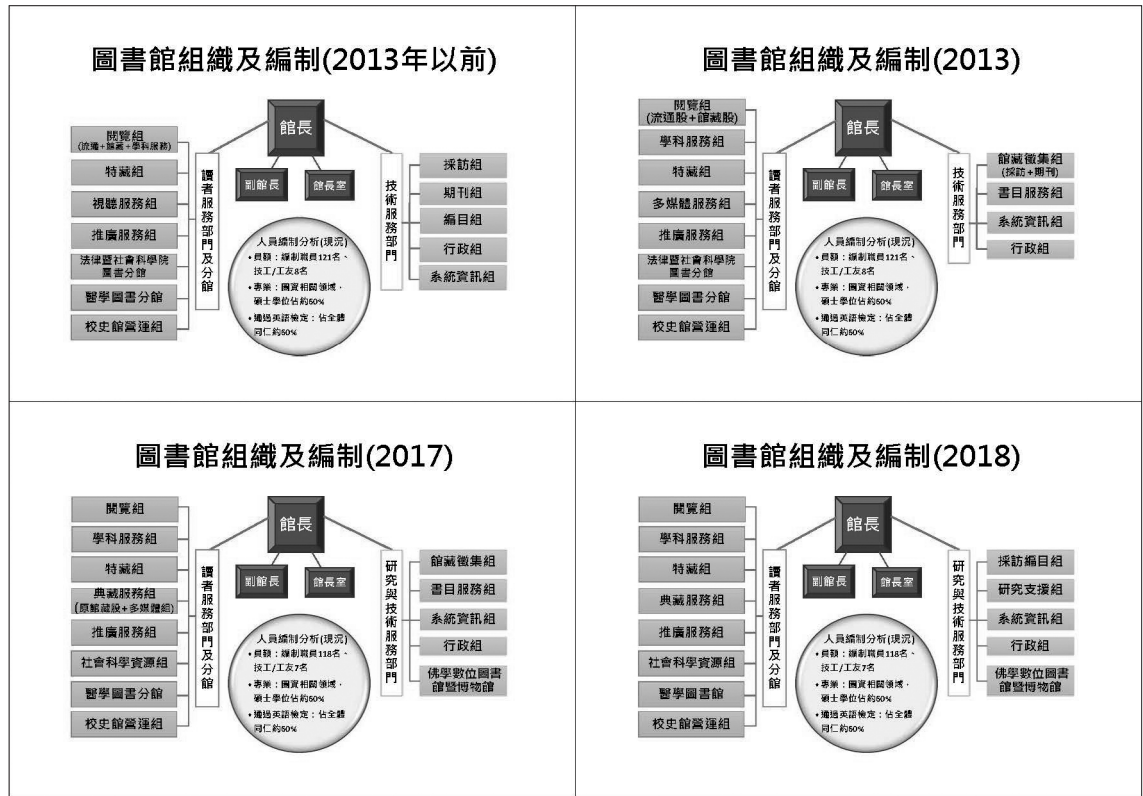 圖書館組織及編制(2013年以前)
館長
副館長
館長室
讀者服務部門及分館
閱覽組
(流通+館藏+學科服務)
特藏組
視聽服務組
推廣服務組
法律暨社會科學院
圖書分館
醫學圖書分館
校史館營運組
技術服務部門
採訪組
期刊組
編目組
行政組
系統資訊組
人員編制分析(現況)
•員額：編制職員121名、
技工/工友8名
•專業：圖資相關領域，
碩士學位佔約50%
•通過英語檢定：佔全體
同仁約50%
圖書館組織及編制(2013)
館長
副館長
館長室
讀者服務部門及分館
閱覽組
(流通股+館藏股)
學科服務組
特藏組
多媒體服務組
推廣服務組
法律暨社會科學院
圖書分館
醫學圖書分館
校史館營運組
技術服務部門
館藏徵集組
(採訪+期刊)
書目服務組
系統資訊組
行政組
人員編制分析(現況)
•員額：編制職員121名、
技工/工友8名
•專業：圖資相關領域，
碩士學位佔約50%
•通過英語檢定：佔全體
同仁約50%
圖書館組織及編制(2017)
館長
副館長
館長室
讀者服務部門及分館
閱覽組
學科服務組
特藏組
典藏服務組
(原館藏股+多媒體組)
推廣服務組
社會科學資源組
醫學圖書分館
校史館營運組
研究與技術服務部門
館藏徵集組
書目服務組
系統資訊組
行政組
佛學數位圖書
館暨博物館
人員編制分析(現況)
•員額：編制職員118名、
技工/工友7名
•專業：圖資相關領域，
碩士學位佔約50%
•通過英語檢定：佔全體
同仁約50%
圖書館組織及編制(2018)
館長
副館長
館長室
讀者服務部門及分館
閱覽組
學科服務組
特藏組
典藏服務組
推廣服務組
社會科學資源組
醫學圖書館
校史館營運組
研究與技術服務部門
採訪編目組
研究支援組
系統資訊組
行政組
佛學數位圖書
館暨博物館
人員編制分析(現況)
•員額：編制職員118名、
技工/工友7名
•專業：圖資相關領域，
碩士學位佔約50%
•通過英語檢定：佔全體
同仁約50%